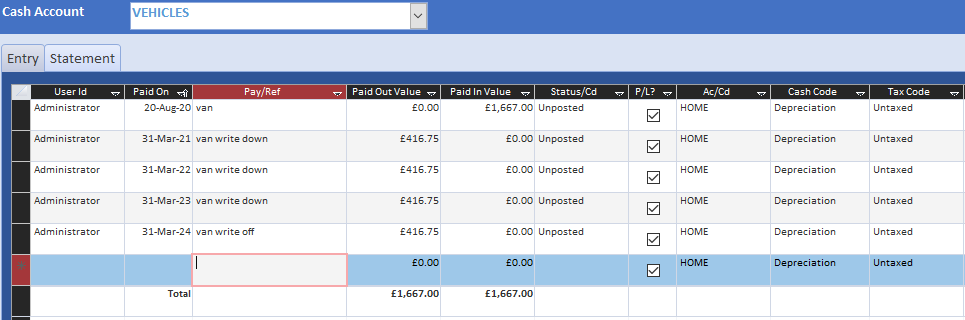 Cash Account VEHICLES
Entry Statement
User Id Paid On Pay/Ref Paid Out Value Paid In Value Status/Cd P/L? Ac/Cd Cash Code Tax Code
Administrator 20-Aug-20 van £0.00 £1,667.00 Unposted HOME Depreciation Untaxed
Administrator 31-Mar-21 van write down £416.75 £0.00 Unposted HOME Depreciation Untaxed
Administrator 31-Mar-22 van write down £416.75 £0.00 Unposted HOME Depreciation Untaxed
Administrator 31-Mar-23 van write down £416.75 £0.00 Unposted HOME Depreciation Untaxed
Administrator 31-Mar-24 van write off £416.75 £0.00 Unposted HOME Depreciation Untaxed
£0.00 £0.00 HOME Depreciation Untaxed
Total £1,667.00 £1,667.00